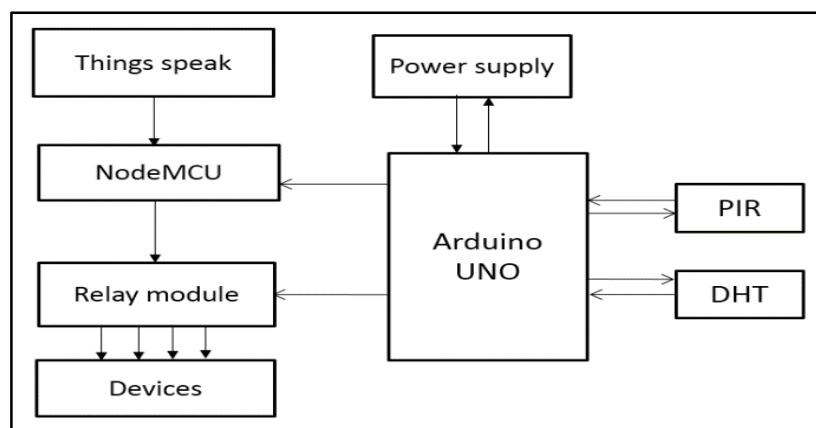 Things speak
Power supply
NodeMCU
PIR
Arduino
UNO
Relay module
DHT
Devices